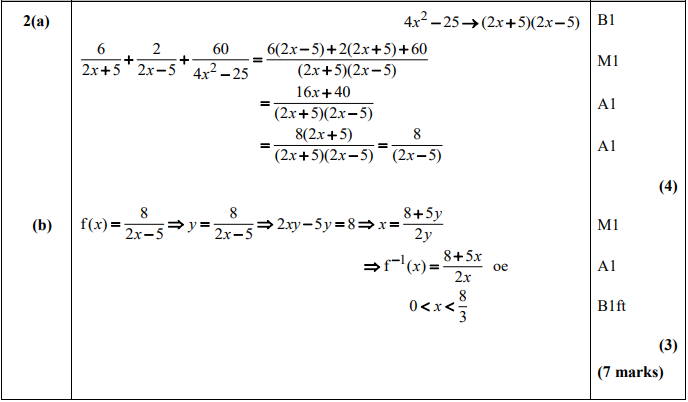 2(a) 4x² − 25 → (2x + 5)(2x − 5) B1
6/(2x + 5) + 2/(2x − 5) + 60/(4x² − 25) = (6(2x − 5) + 2(2x + 5) + 60)/((2x + 5)(2x − 5)) M1
= (16x + 40)/((2x + 5)(2x − 5)) A1
= 8(2x + 5)/((2x + 5)(2x − 5)) = 8/(2x − 5) A1
(4)
(b) f(x) = 8/(2x − 5) ⇒ y = 8/(2x − 5) ⇒ 2xy − 5y = 8 ⇒ x = (8 + 5y)/2y M1
⇒ f⁻¹(x) = (8 + 5x)/2x oe A1
0 < x < 8/3 B1ft
(3)
(7 marks)